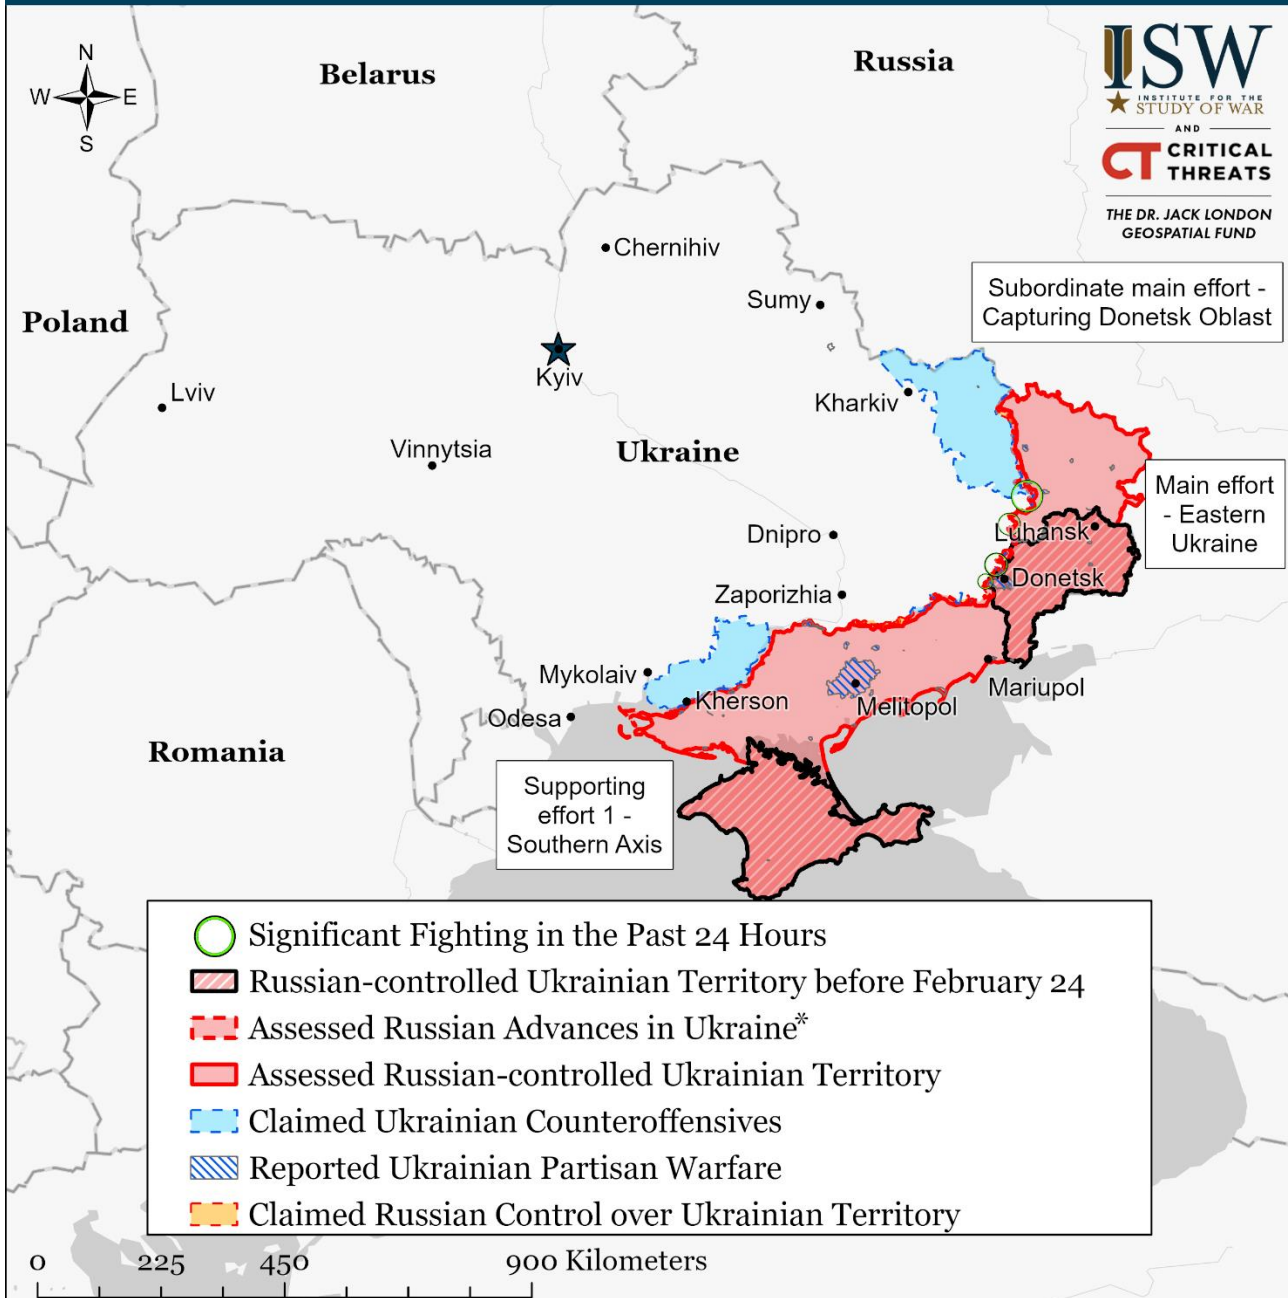 N
W
E
S
Belarus
Russia
ISW
INSTITUTE FOR THE
STUDY OF WAR
AND
CT CRITICAL
THREATS
THE DR. JACK LONDON
GEOSPATIAL FUND
Chernihiv
Sumy
Subordinate main effort -
Capturing Donetsk Oblast
Poland
Kyiv
Lviv
Kharkiv
Vinnytsia
Ukraine
Main effort
- Eastern
Ukraine
Dnipro
Luhansk
Donetsk
Zaporizhia
Mykolaiv
Mariupol
Kherson
Melitopol
Odesa
Romania
Supporting
effort 1 -
Southern Axis
Significant Fighting in the Past 24 Hours
Russian-controlled Ukrainian Territory before February 24
Assessed Russian Advances in Ukraine*
Assessed Russian-controlled Ukrainian Territory
Claimed Ukrainian Counteroffensives
Reported Ukrainian Partisan Warfare
Claimed Russian Control over Ukrainian Territory
0 225 450 900 Kilometers